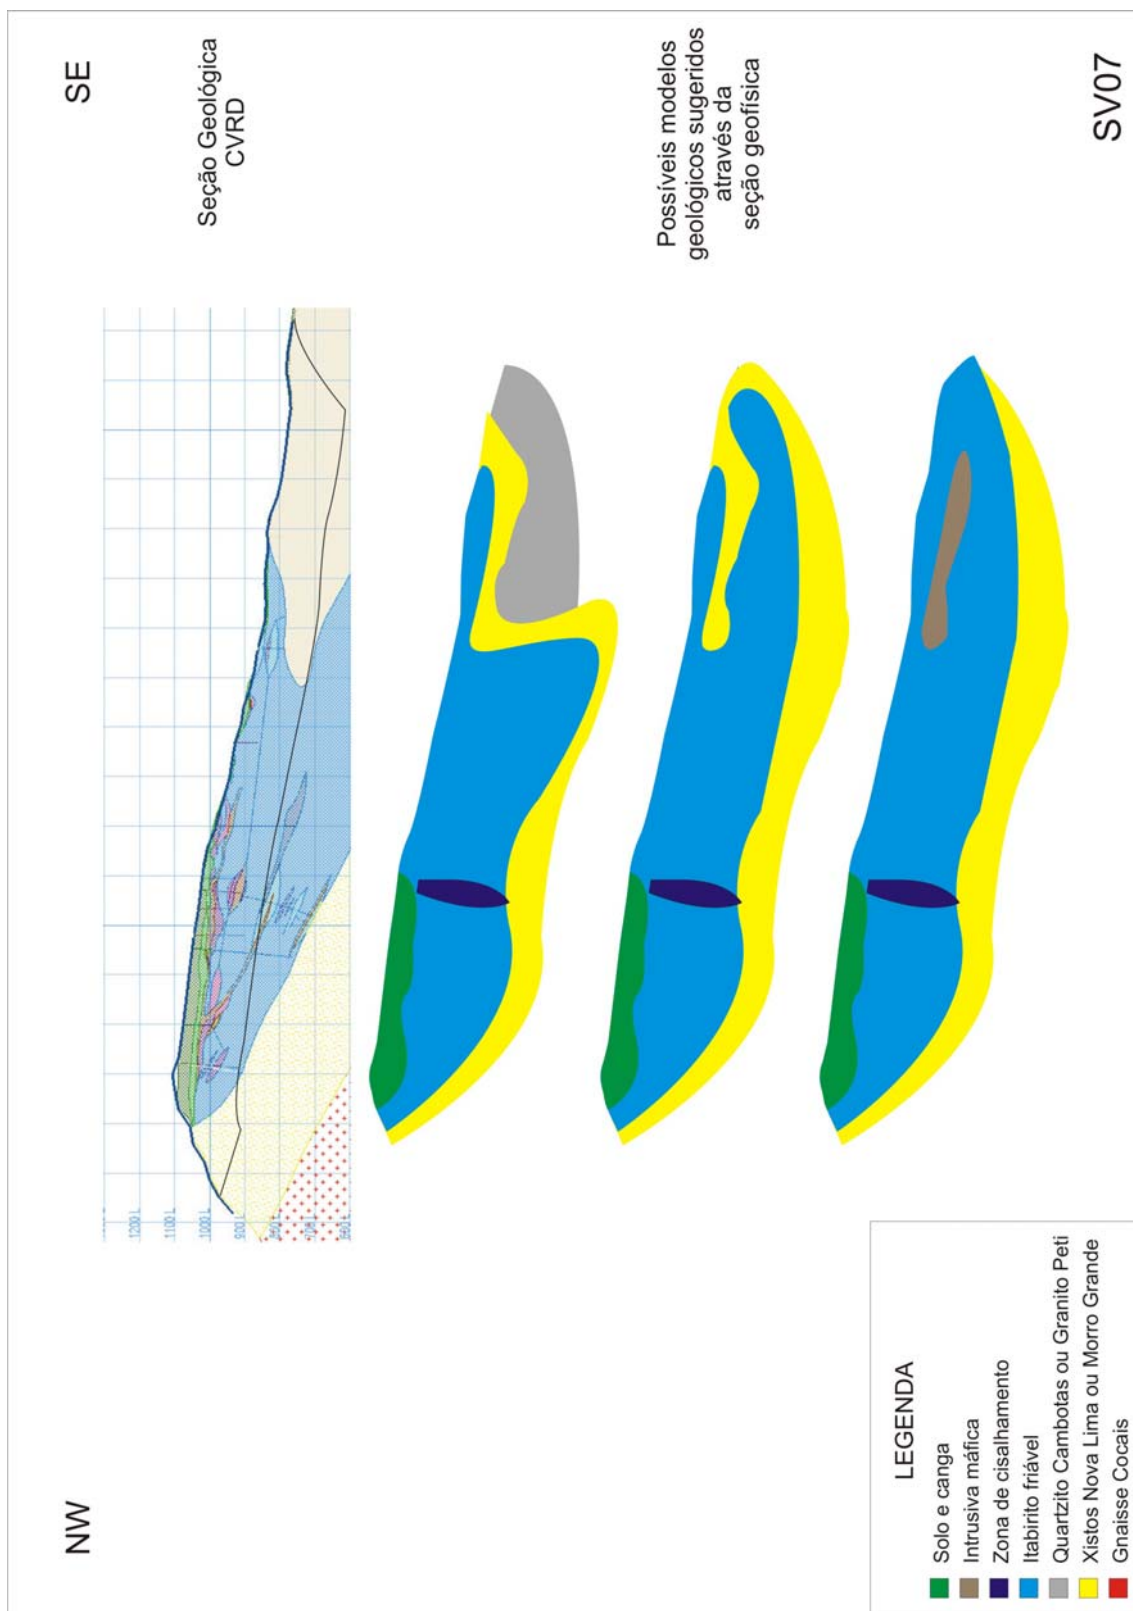 NW
SE
Seção Geológica
CVRD
1200 L
1100 L
1000 L
900 L
Possíveis modelos
geológicos sugeridos
através da
seção geofísica
SV07
LEGENDA
Solo e canga
Intrusiva máfica
Zona de cisalhamento
Itabirito friável
Quartzito Cambotas ou Granito Peti
Xistos Nova Lima ou Morro Grande
Gnaisse Cocais